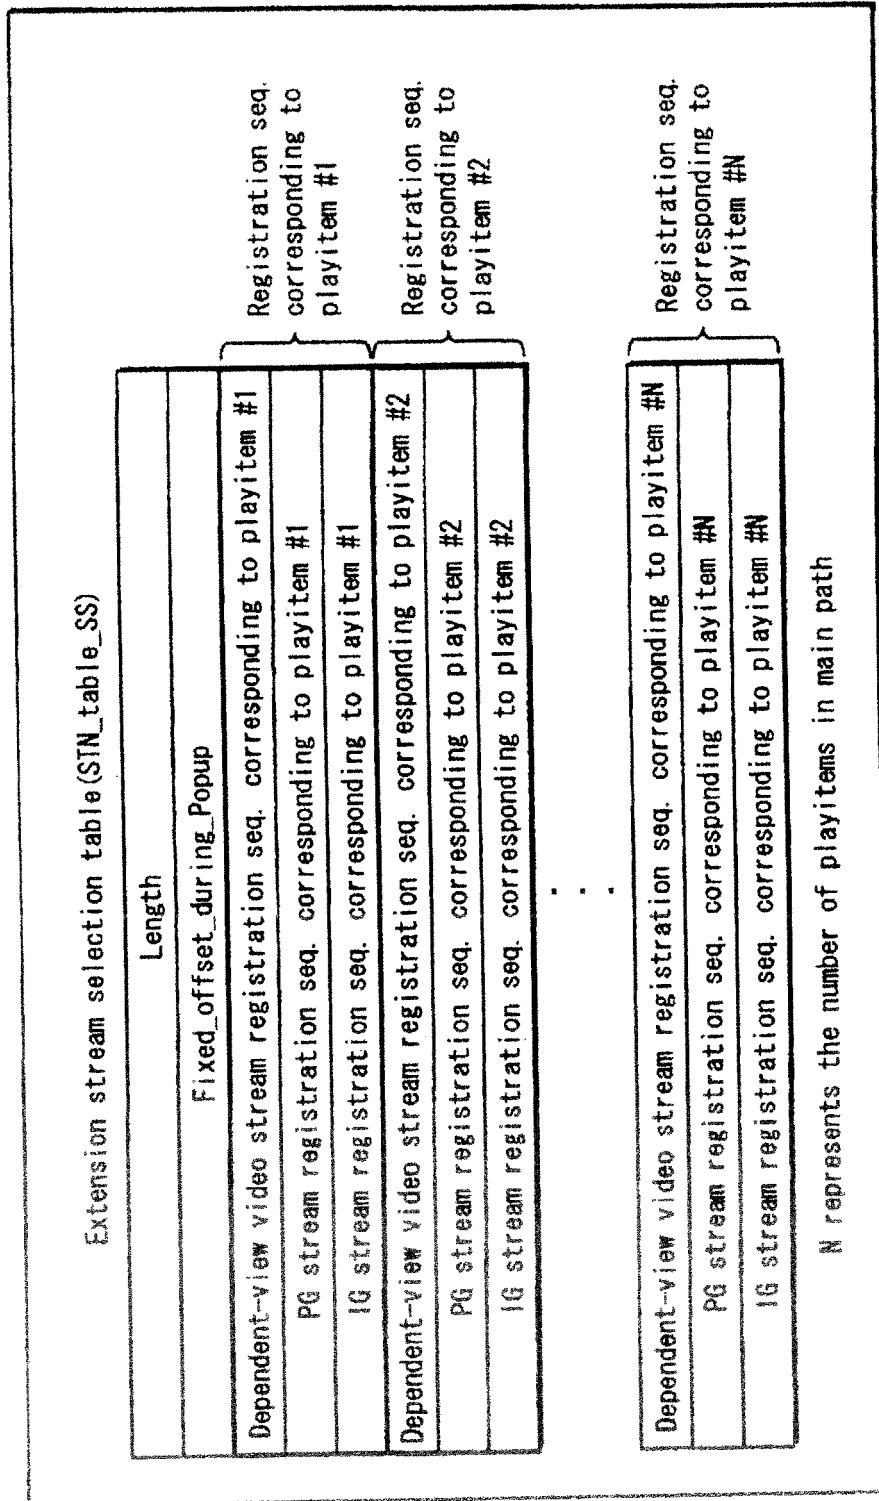 Extension stream selection table(STN_table_SS)
Length
Fixed_offset_during_Popup
Dependent-view video stream registration seq. corresponding to playitem #1
PG stream registration seq. corresponding to playitem #1
IG stream registration seq. corresponding to playitem #1
Registration seq.
corresponding to
playitem #1
Dependent-view video stream registration seq. corresponding to playitem #2
PG stream registration seq. corresponding to playitem #2
IG stream registration seq. corresponding to playitem #2
Registration seq.
corresponding to
playitem #2
. . .
Dependent-view video stream registration seq. corresponding to playitem #N
PG stream registration seq. corresponding to playitem #N
IG stream registration seq. corresponding to playitem #N
Registration seq.
corresponding to
playitem #N
N represents the number of playitems in main path